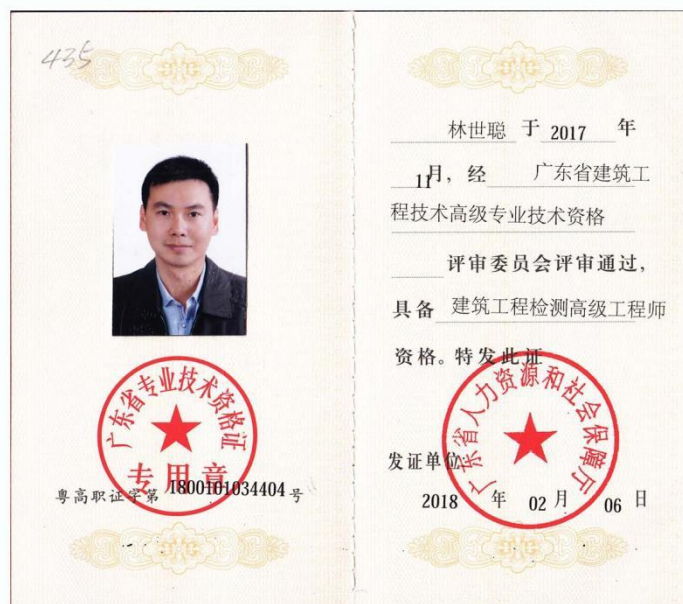 435
广东省专业技术资格证
专用章
粤高职证字第 1800101034404 号
林世聪 于 2017 年
11月，经 广东省建筑工
程技术高级专业技术资格
评审委员会评审通过，
具备 建筑工程检测高级工程师
资格。特发此证
广东省人力资源和社会保障厅
发证单位
2018 年 02 月 06 日